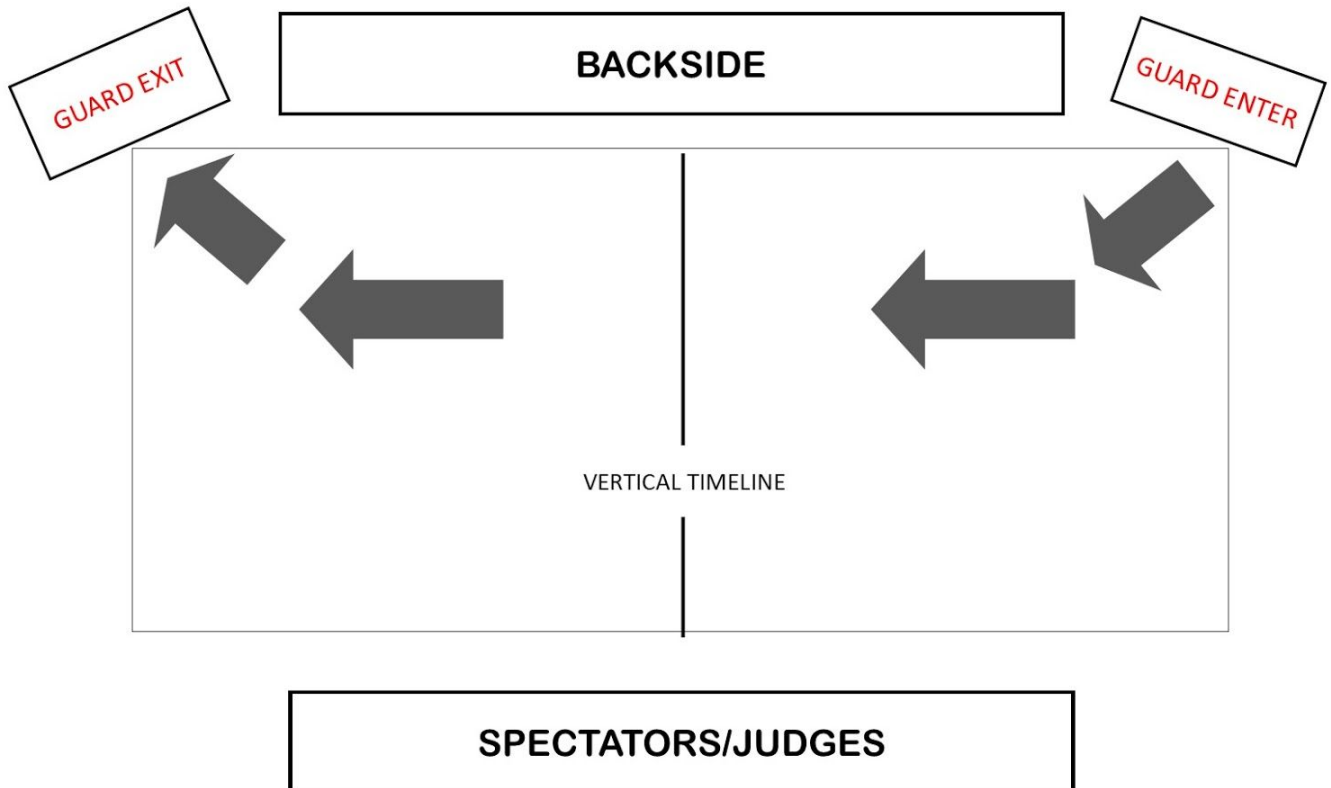 GUARD EXIT
BACKSIDE
GUARD ENTER
VERTICAL TIMELINE
SPECTATORS/JUDGES